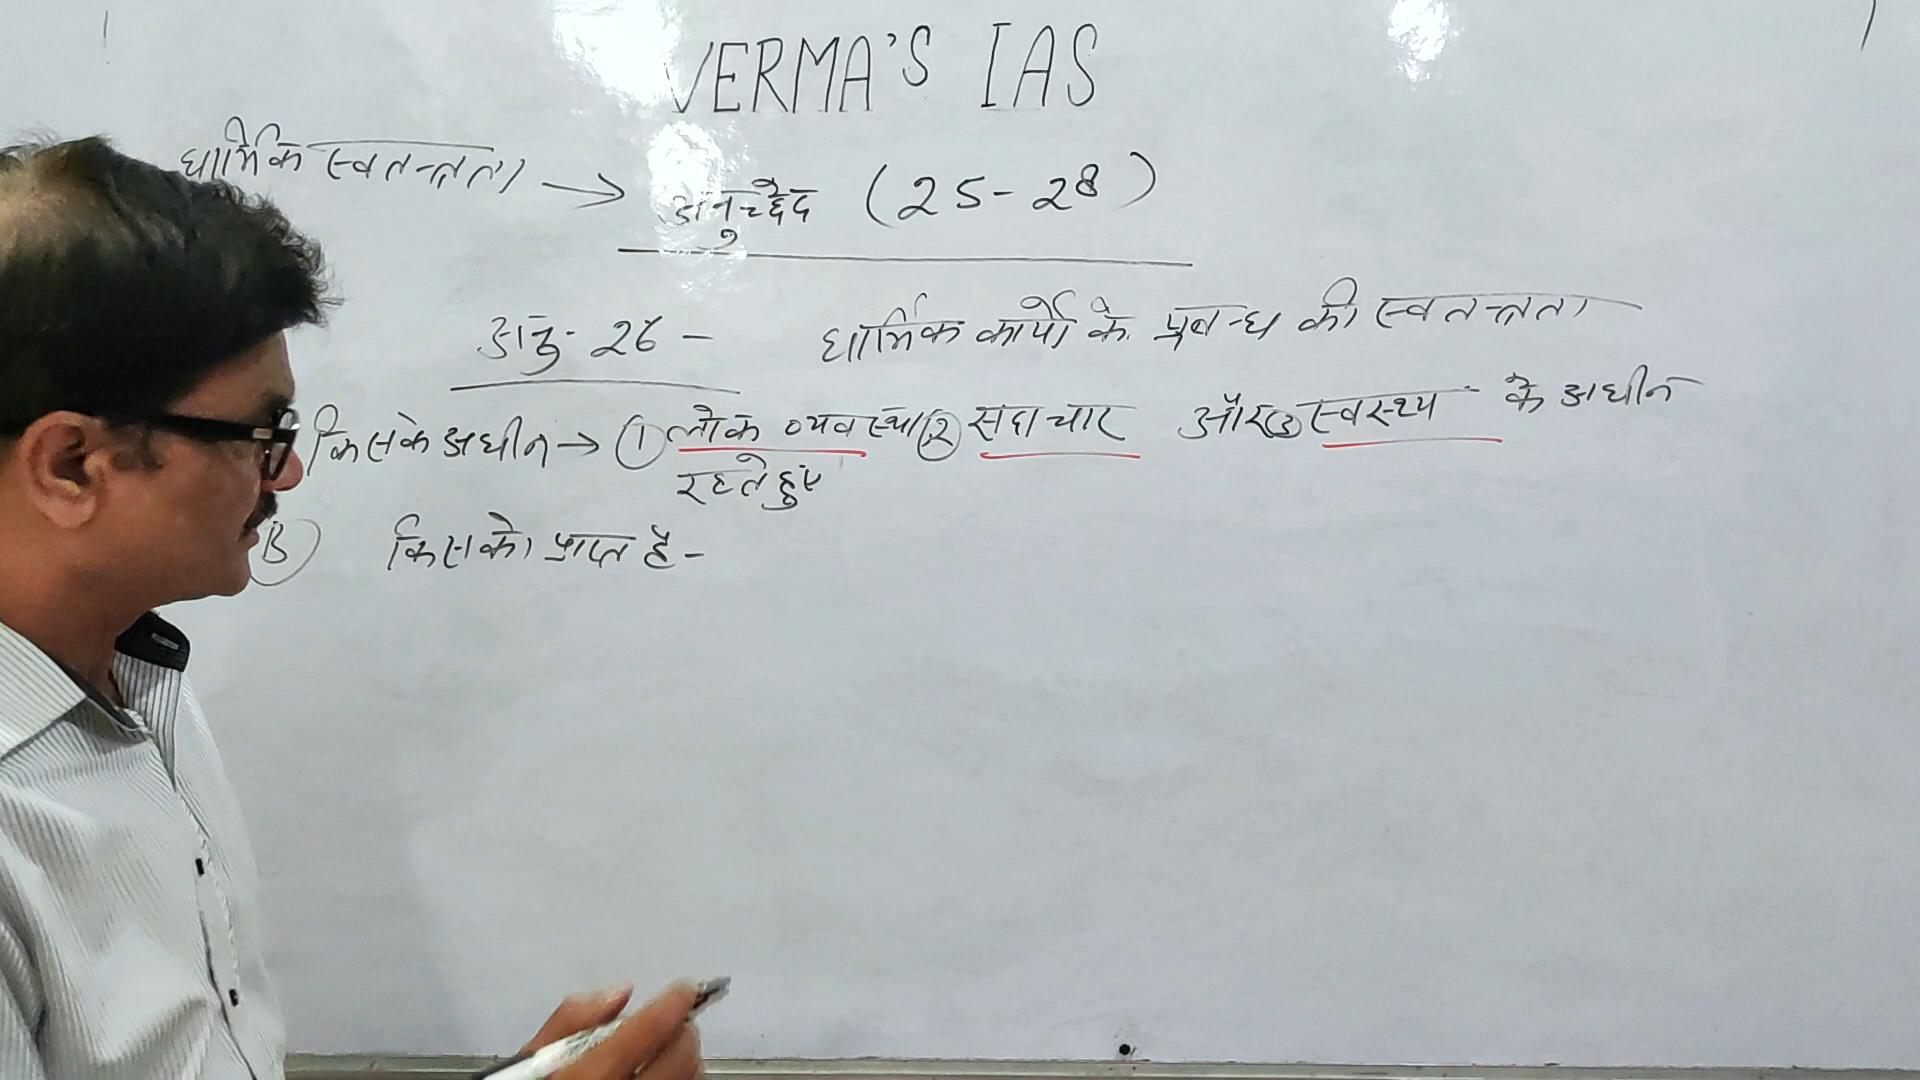 VERMA'S IAS
धार्मिक स्वतन्त्रता → अनुच्छेद (25-28)
अनु. 26 - धार्मिक कार्यो के प्रबन्ध की स्वतन्त्रता
किसके अधीन → ① लोक व्यवस्था ② सदाचार और ③ स्वस्थ्य के अधीन
रहते हुए
B किसको प्राप्त है -